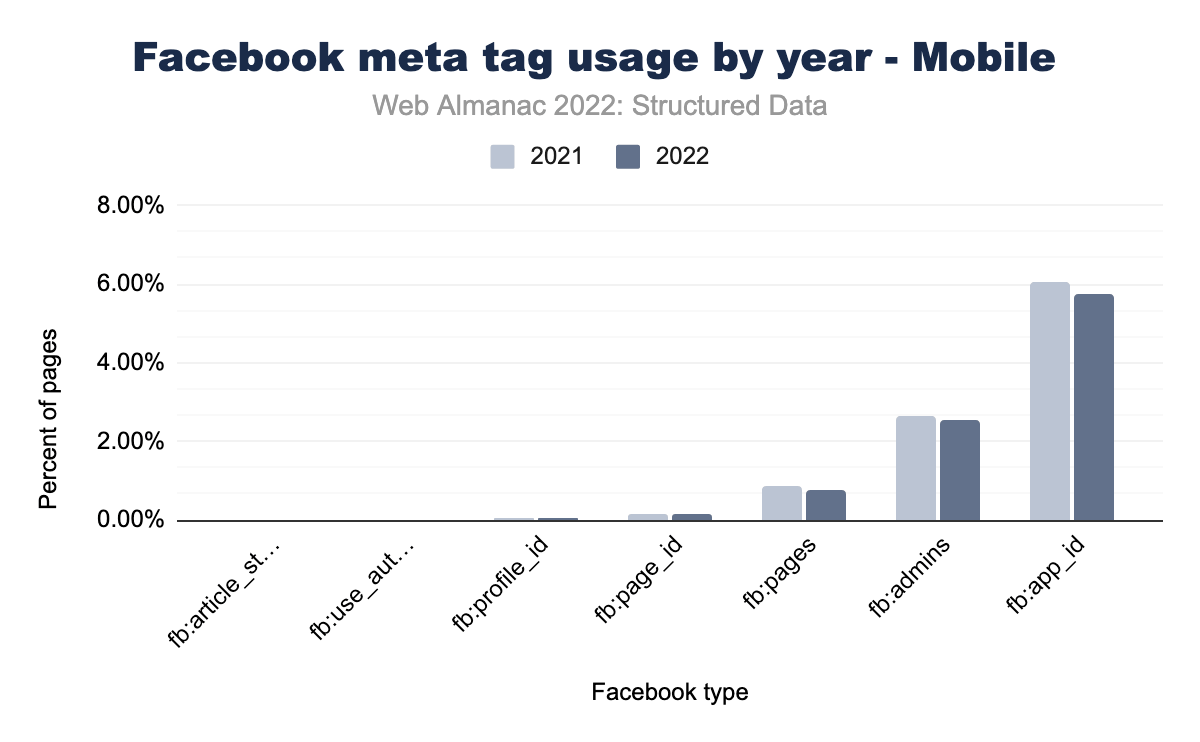 Facebook meta tag usage by year - Mobile
Web Almanac 2022: Structured Data
2021
2022
8.00%
6.00%
4.00%
2.00%
0.00%
Percent of pages
fb:article_st…
fb:use_aut…
fb:profile_id
fb:page_id
fb:pages
fb:admins
fb:app_id
Facebook type